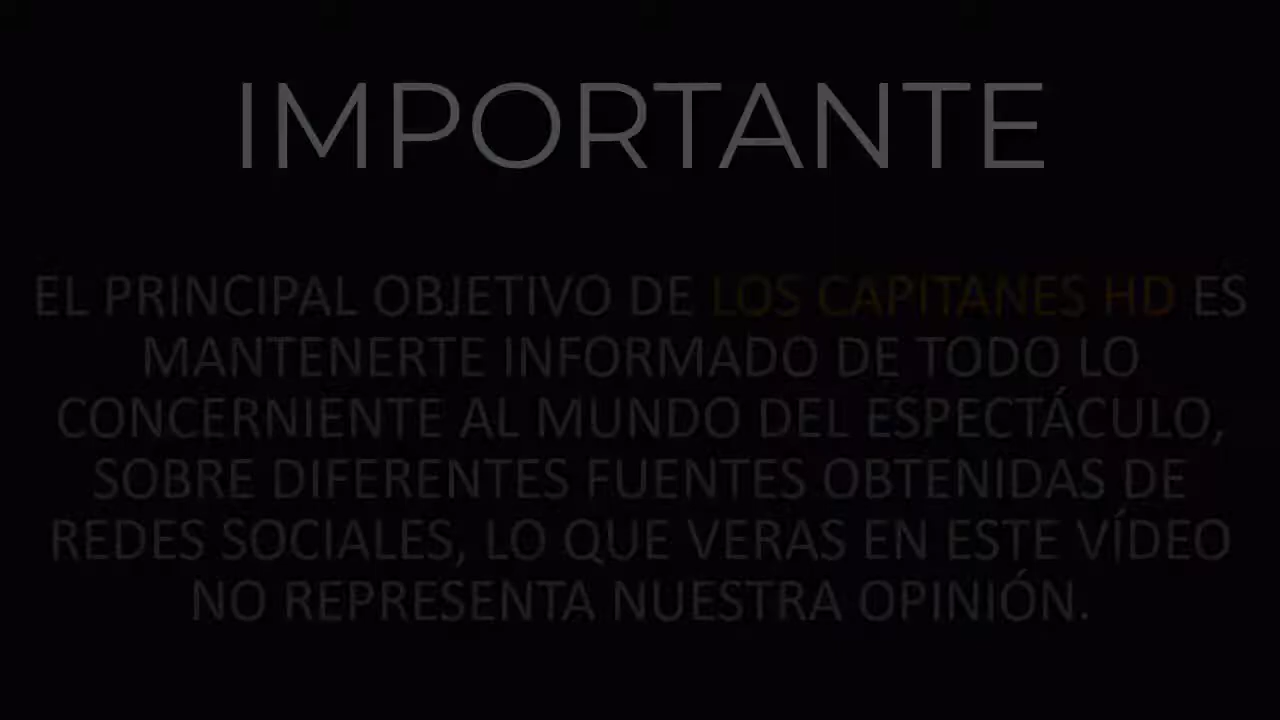 IMPORTANTE
EL PRINCIPAL OBJETIVO DE LOS CAPITANES HD ES
MANTENERTE INFORMADO DE TODO LO
CONCERNIENTE AL MUNDO DEL ESPECTÁCULO,
SOBRE DIFERENTES FUENTES OBTENIDAS DE
REDES SOCIALES, LO QUE VERAS EN ESTE VÍDEO
NO REPRESENTA NUESTRA OPINIÓN.